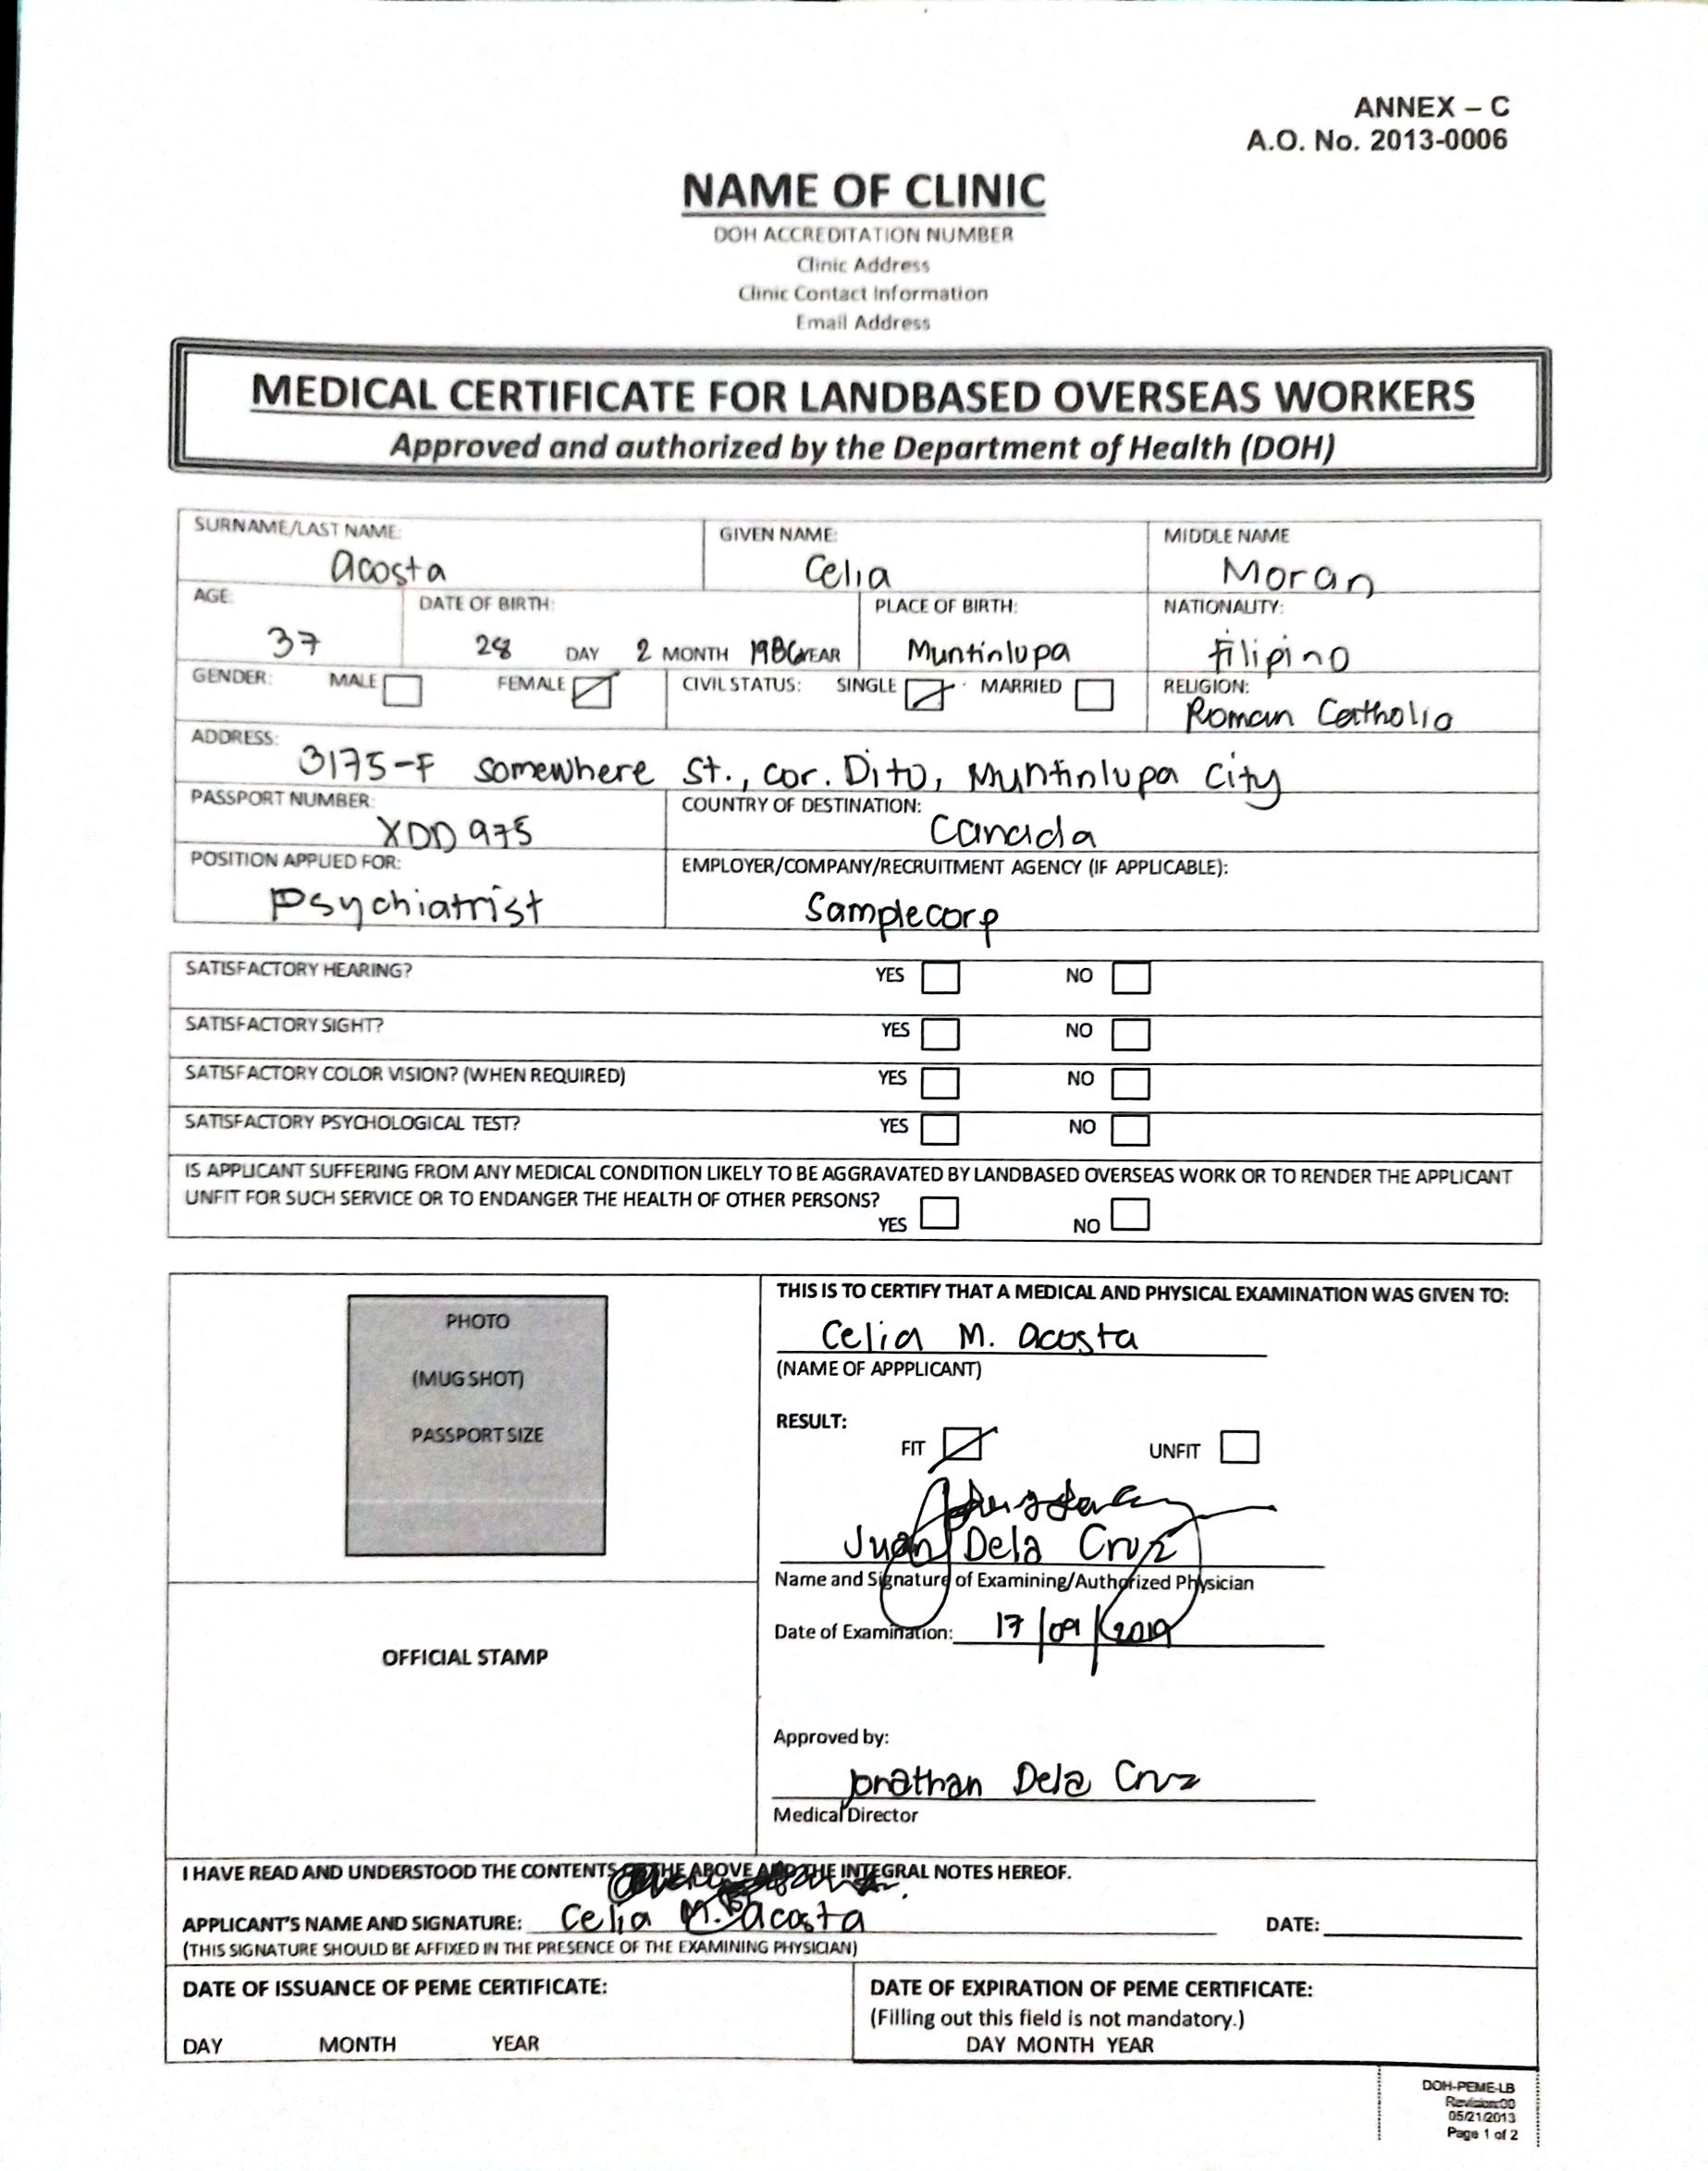 ANNEX – C
A.O. No. 2013-0006
NAME OF CLINIC
DOH ACCREDITATION NUMBER
Clinic Address
Clinic Contact Information
Email Address
MEDICAL CERTIFICATE FOR LANDBASED OVERSEAS WORKERS
Approved and authorized by the Department of Health (DOH)
SURNAME/LAST NAME: GIVEN NAME: MIDDLE NAME
Acosta Celia Moran
AGE: DATE OF BIRTH: PLACE OF BIRTH: NATIONALITY:
37 28 DAY 2 MONTH 1986 YEAR Muntinlupa Filipino
GENDER: MALE FEMALE CIVIL STATUS: SINGLE MARRIED RELIGION:
Roman Catholic
ADDRESS: 3175-F Somewhere St., cor. Dito, Muntinlupa City
PASSPORT NUMBER: COUNTRY OF DESTINATION:
XDD975 Canada
POSITION APPLIED FOR: EMPLOYER/COMPANY/RECRUITMENT AGENCY (IF APPLICABLE):
Psychiatrist Samplecorp
SATISFACTORY HEARING? YES NO
SATISFACTORY SIGHT? YES NO
SATISFACTORY COLOR VISION? (WHEN REQUIRED) YES NO
SATISFACTORY PSYCHOLOGICAL TEST? YES NO
IS APPLICANT SUFFERING FROM ANY MEDICAL CONDITION LIKELY TO BE AGGRAVATED BY LANDBASED OVERSEAS WORK OR TO RENDER THE APPLICANT
UNFIT FOR SUCH SERVICE OR TO ENDANGER THE HEALTH OF OTHER PERSONS?
YES NO
PHOTO
(MUG SHOT)
PASSPORT SIZE
OFFICIAL STAMP
THIS IS TO CERTIFY THAT A MEDICAL AND PHYSICAL EXAMINATION WAS GIVEN TO:
Celia M. Acosta
(NAME OF APPPLICANT)
RESULT:
FIT UNFIT
Juan Dela Cruz
Name and Signature of Examining/Authorized Physician
Date of Examination: 17/09/2019
Approved by:
Jonathan Dela Cruz
Medical Director
I HAVE READ AND UNDERSTOOD THE CONTENTS OF THE ABOVE AND THE INTEGRAL NOTES HEREOF.
APPLICANT'S NAME AND SIGNATURE: Celia M. Acosta DATE:
(THIS SIGNATURE SHOULD BE AFFIXED IN THE PRESENCE OF THE EXAMINING PHYSICIAN)
DATE OF ISSUANCE OF PEME CERTIFICATE:
DAY MONTH YEAR
DATE OF EXPIRATION OF PEME CERTIFICATE:
(Filling out this field is not mandatory.)
DAY MONTH YEAR
DOH-PEME-LB
Revision:00
05/21/2013
Page 1 of 2